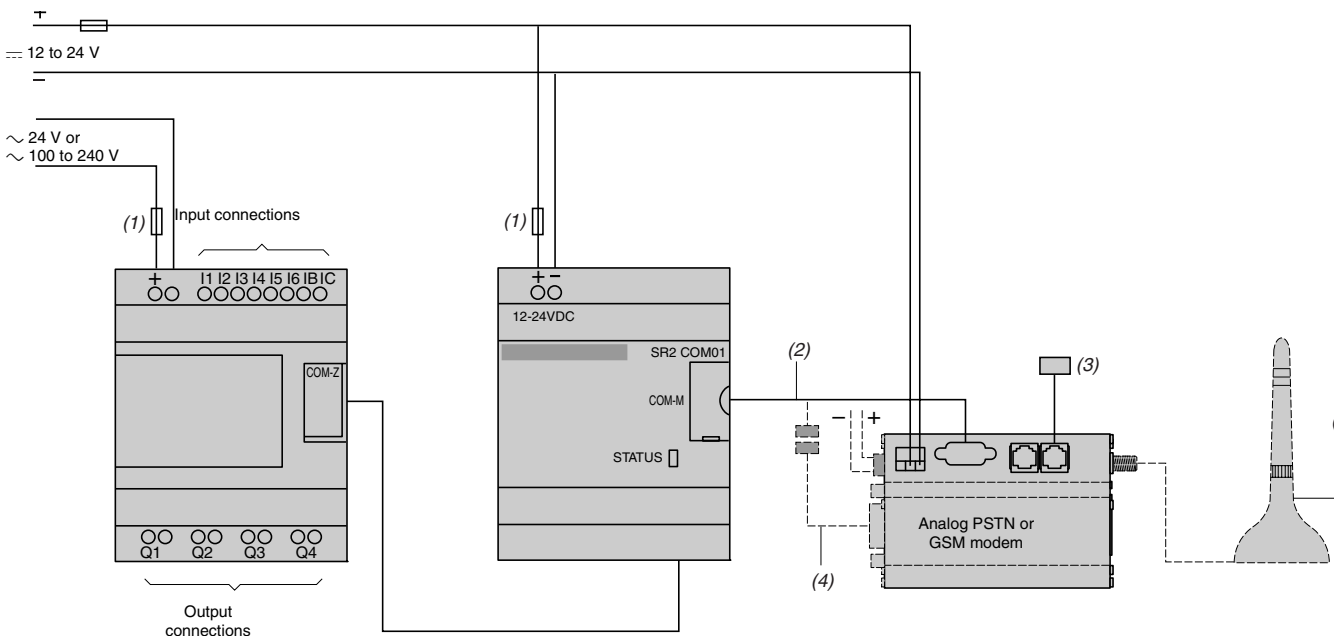 +
12 to 24 V
–
24 V or
100 to 240 V
(1)
Input connections
(1)
+
I1 I2 I3 I4 I5 I6 IB IC
+ –
12-24VDC
SR2 COM01
COM-Z
COM-M
STATUS
(2)
(3)
– +
Analog PSTN or
GSM modem
(4)
Q1 Q2 Q3 Q4
Output
connections